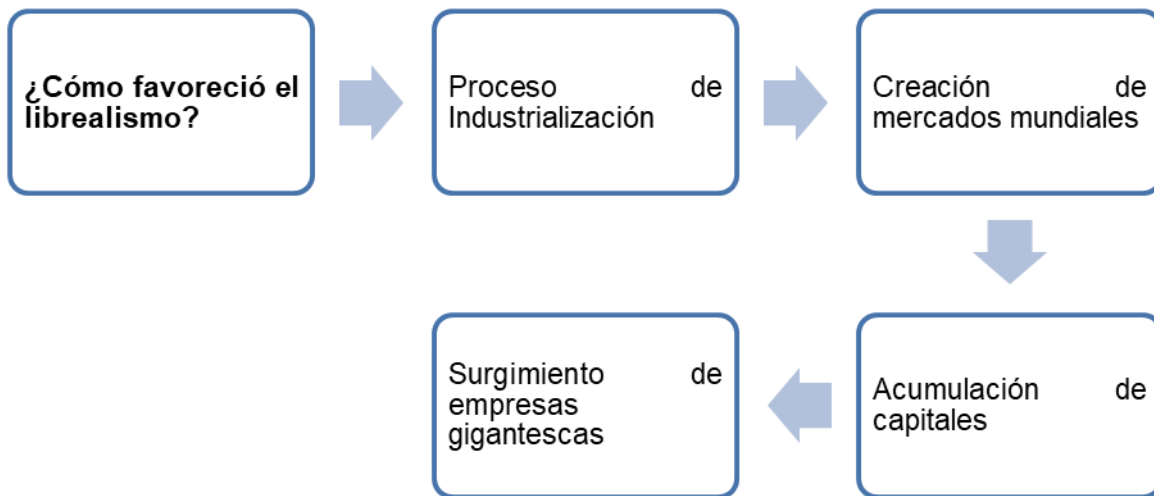 ¿Cómo favoreció el
librealismo?
Proceso de
Industrialización
Creación de
mercados mundiales
Acumulación de
capitales
Surgimiento de
empresas
gigantescas